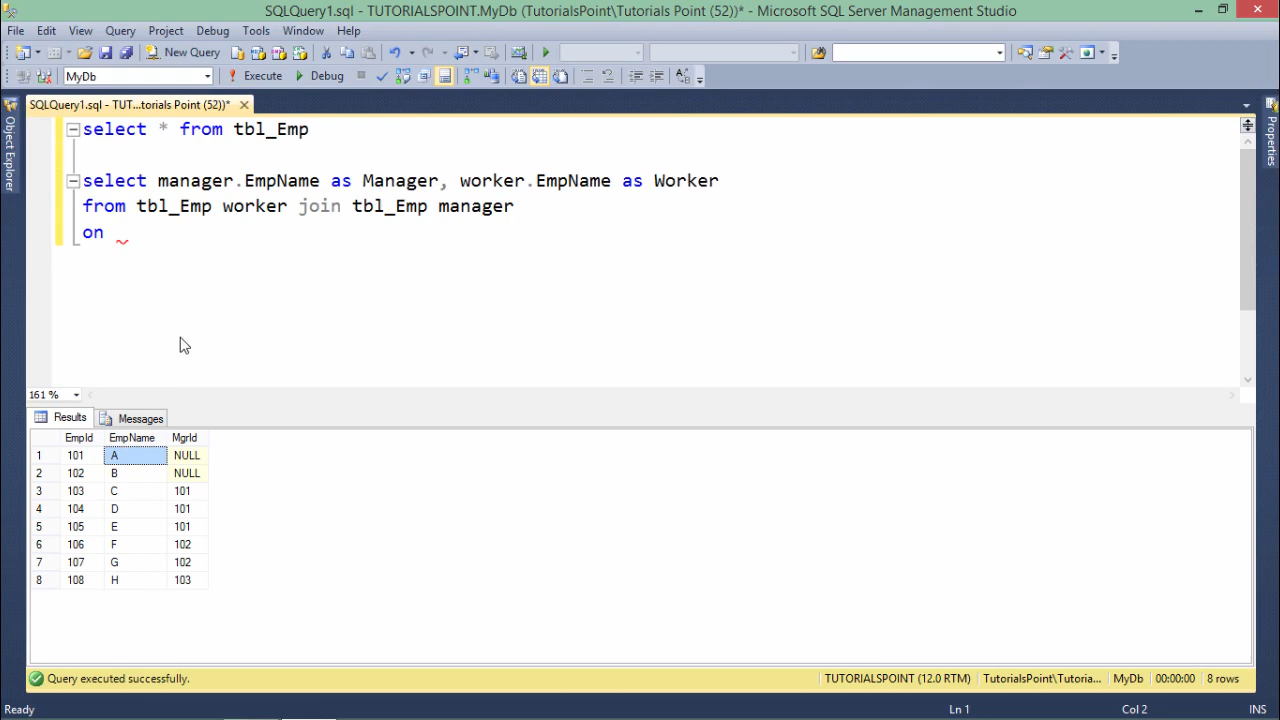 SQLQuery1.sql - TUTORIALSPOINT.MyDb (TutorialsPoint\Tutorials Point (52))* - Microsoft SQL Server Management Studio
File Edit View Query Project Debug Tools Window Help
New Query
MyDb Execute Debug
SQLQuery1.sql - TUT...torials Point (52))*
Object Explorer
Properties
select * from tbl_Emp
select manager.EmpName as Manager, worker.EmpName as Worker
from tbl_Emp worker join tbl_Emp manager
on
161 %
Results Messages
EmpId EmpName MgrId
1 101 A NULL
2 102 B NULL
3 103 C 101
4 104 D 101
5 105 E 101
6 106 F 102
7 107 G 102
8 108 H 103
Query executed successfully. TUTORIALSPOINT (12.0 RTM) TutorialsPoint\Tutoria... MyDb 00:00:00 8 rows
Ready Ln 1 Col 2 INS